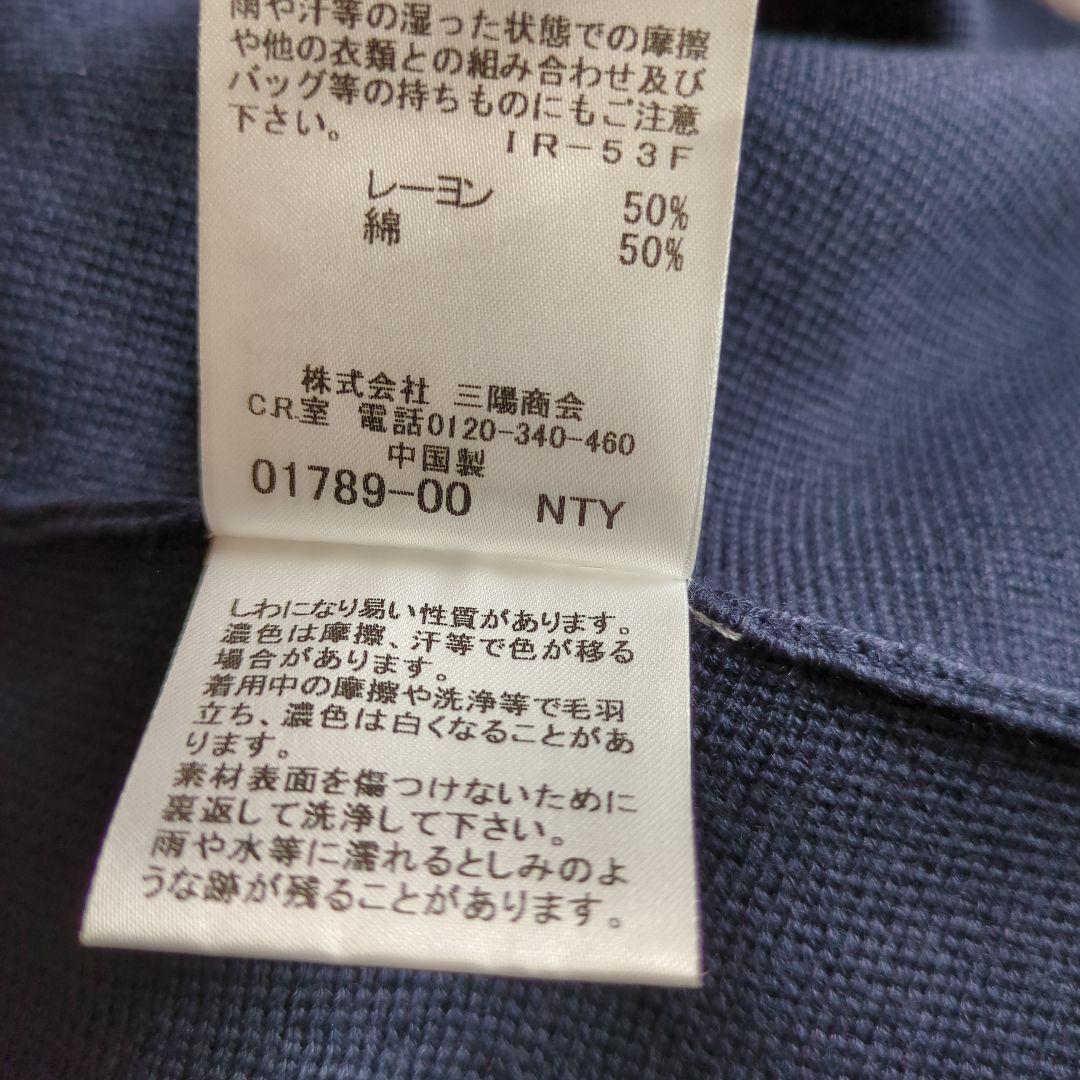 雨や汗等の湿った状態での摩擦
や他の衣類との組み合わせ及び
バッグ等の持ちものにもご注意
下さい。 IR-53F
レーヨン 50%
綿 50%
株式会社 三陽商会
C.R.室 電話0120-340-460
中国製
01789-00 NTY
しわになり易い性質があります。
濃色は摩擦、汗等で色が移る
場合があります。
着用中の摩擦や洗浄等で毛羽
立ち、濃色は白くなることがあ
ります。
素材表面を傷つけないために
裏返して洗浄して下さい。
雨や水等に濡れるとしみのよ
うな跡が残ることがあります。